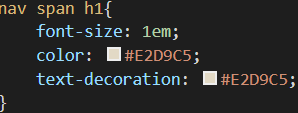 nav span h1{
font-size: 1em;
color: #E2D9C5;
text-decoration: #E2D9C5;
}